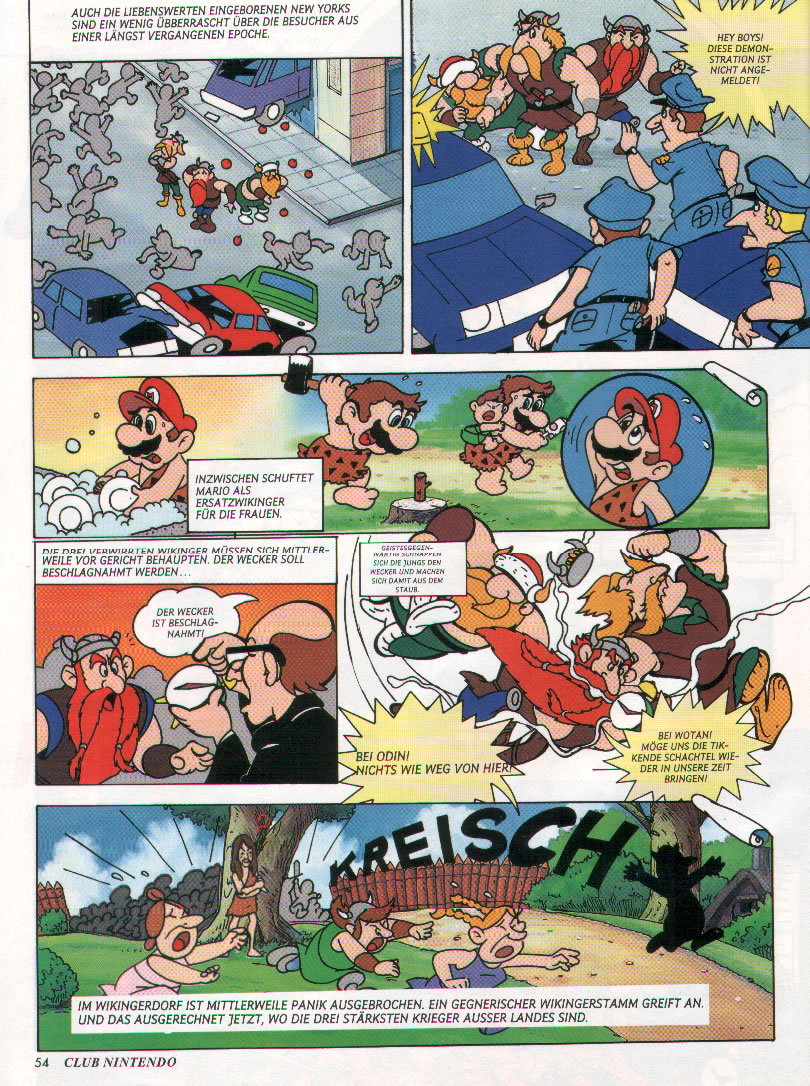 AUCH DIE LIEBENSWERTEN EINGEBORENEN NEW YORKS
SIND EIN WENIG ÜBBERRASCHT ÜBER DIE BESUCHER AUS
EINER LÄNGST VERGANGENEN EPOCHE.
HEY BOYS!
DIESE DEMON-
STRATION IST
NICHT ANGE-
MELDET!
INZWISCHEN SCHUFTET
MARIO ALS
ERSATZWIKINGER
FÜR DIE FRAUEN.
DIE DREI VERWIRRTEN WIKINGER MÜSSEN SICH MITTLER-
WEILE VOR GERICHT BEHAUPTEN. DER WECKER SOLL
BESCHLAGNAHMT WERDEN...
DER WECKER
IST BESCHLAG-
NAHMT!
GEISTESGEGEN-
WÄRTIG SCHNAPPEN
SICH DIE JUNGS DEN
WECKER UND MACHEN
SICH DAMIT AUS DEM
STAUB.
BEI ODIN!
NICHTS WIE WEG VON HIER!
BEI WOTAN!
MÖGE UNS DIE TIK-
KENDE SCHACHTEL WIE-
DER IN UNSERE ZEIT
BRINGEN!
KREISCH
IM WIKINGERDORF IST MITTLERWEILE PANIK AUSGEBROCHEN. EIN GEGNERISCHER WIKINGERSTAMM GREIFT AN.
UND DAS AUSGERECHNET JETZT, WO DIE DREI STÄRKSTEN KRIEGER AUSSER LANDES SIND.
54 CLUB NINTENDO